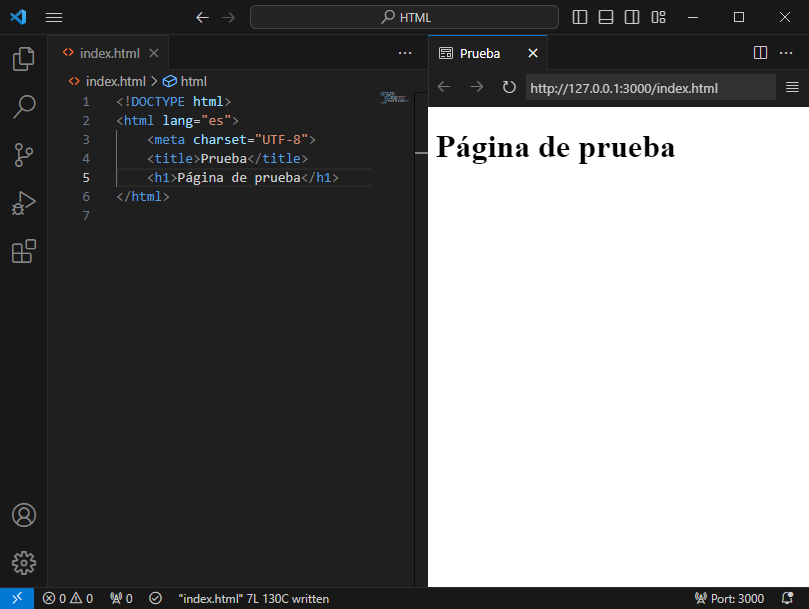 HTML
index.html
Prueba
index.html > html
http://127.0.0.1:3000/index.html
1 <!DOCTYPE html>
2 <html lang="es">
3 <meta charset="UTF-8">
4 <title>Prueba</title>
5 <h1>Página de prueba</h1>
6 </html>
7
Página de prueba
0 0 0 "index.html" 7L 130C written Port: 3000